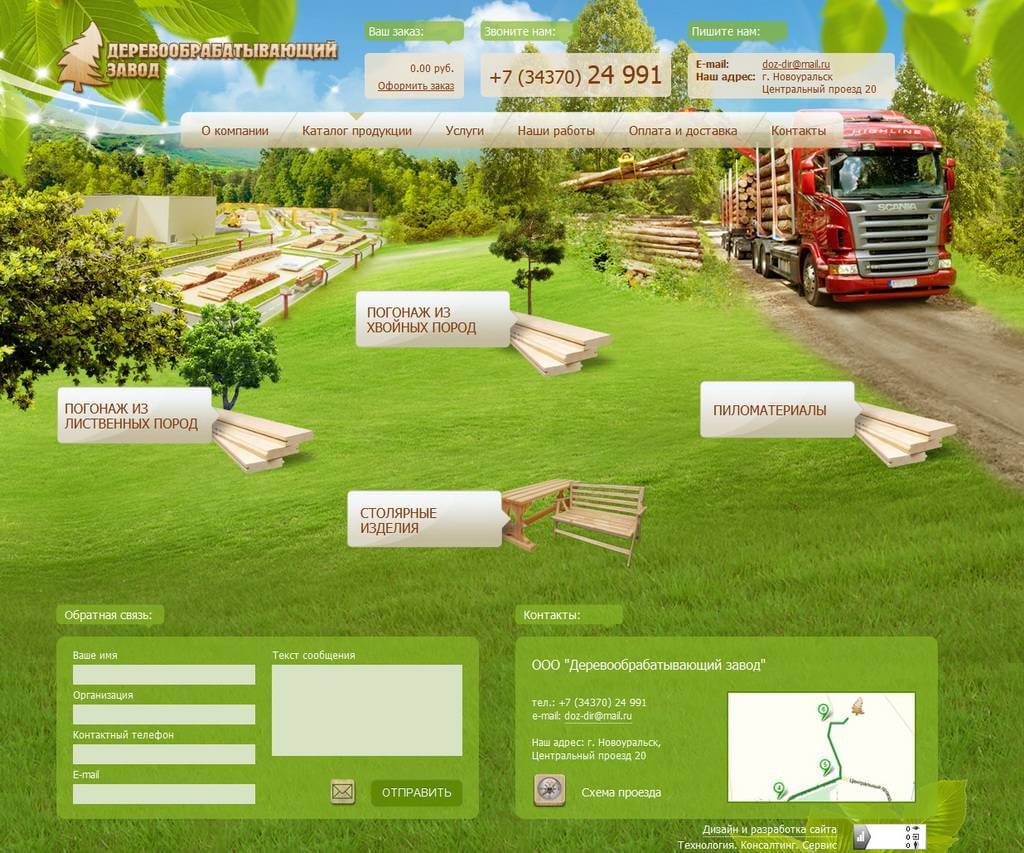 ДЕРЕВООБРАБАТЫВАЮЩИЙ
ЗАВОД
Ваш заказ:
0.00 руб.
Оформить заказ
Звоните нам:
+7 (34370) 24 991
Пишите нам:
E-mail: doz-dir@mail.ru
Наш адрес: г. Новоуральск
Центральный проезд 20
О компании
Каталог продукции
Услуги
Наши работы
Оплата и доставка
Контакты
HIGHLINE
SCANIA
ПОГОНАЖ ИЗ
ХВОЙНЫХ ПОРОД
ПОГОНАЖ ИЗ
ЛИСТВЕННЫХ ПОРОД
ПИЛОМАТЕРИАЛЫ
СТОЛЯРНЫЕ
ИЗДЕЛИЯ
Обратная связь:
Ваше имя
Организация
Контактный телефон
E-mail
Текст сообщения
ОТПРАВИТЬ
Контакты:
ООО "Деревообрабатывающий завод"
тел.: +7 (34370) 24 991
e-mail: doz-dir@mail.ru
Наш адрес: г. Новоуральск,
Центральный проезд 20
Схема проезда
Центральный
Дизайн и разработка сайта
Технология. Консалтинг. Сервис
0
0
0